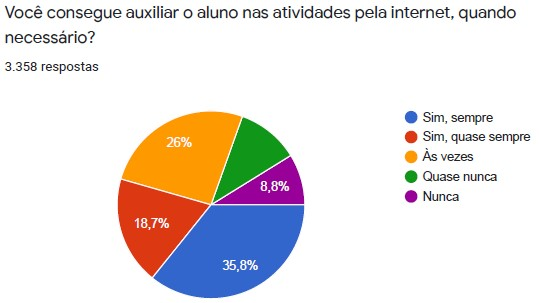 Você consegue auxiliar o aluno nas atividades pela internet, quando
necessário?
3.358 respostas
Sim, sempre
Sim, quase sempre
Às vezes
Quase nunca
Nunca
26%
8,8%
18,7%
35,8%